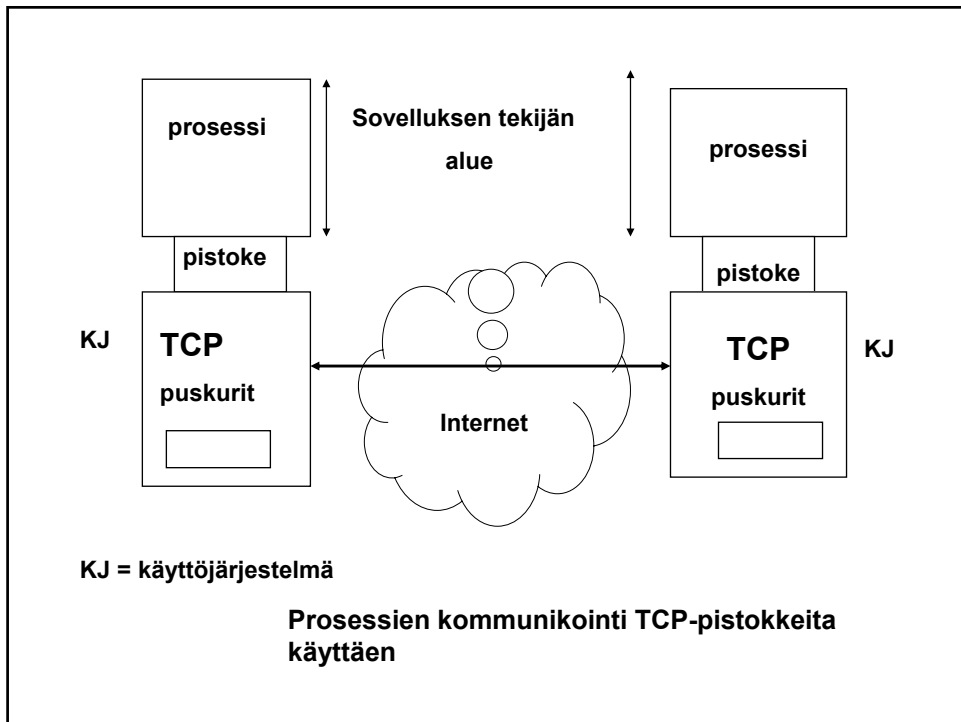 prosessi
Sovelluksen tekijän
alue
prosessi
pistoke
pistoke
KJ
TCP
puskurit
Internet
TCP
puskurit
KJ
KJ = käyttöjärjestelmä
Prosessien kommunikointi TCP-pistokkeita
käyttäen